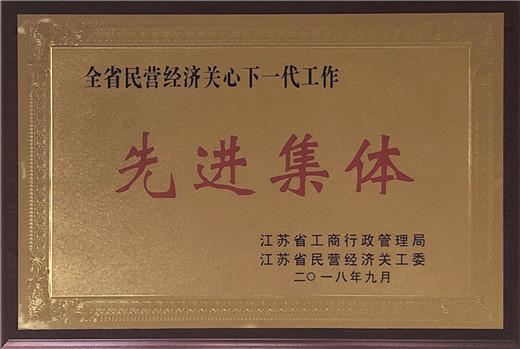 全省民营经济关心下一代工作
先进集体
江苏省工商行政管理局
江苏省民营经济关工委
二〇一八年九月